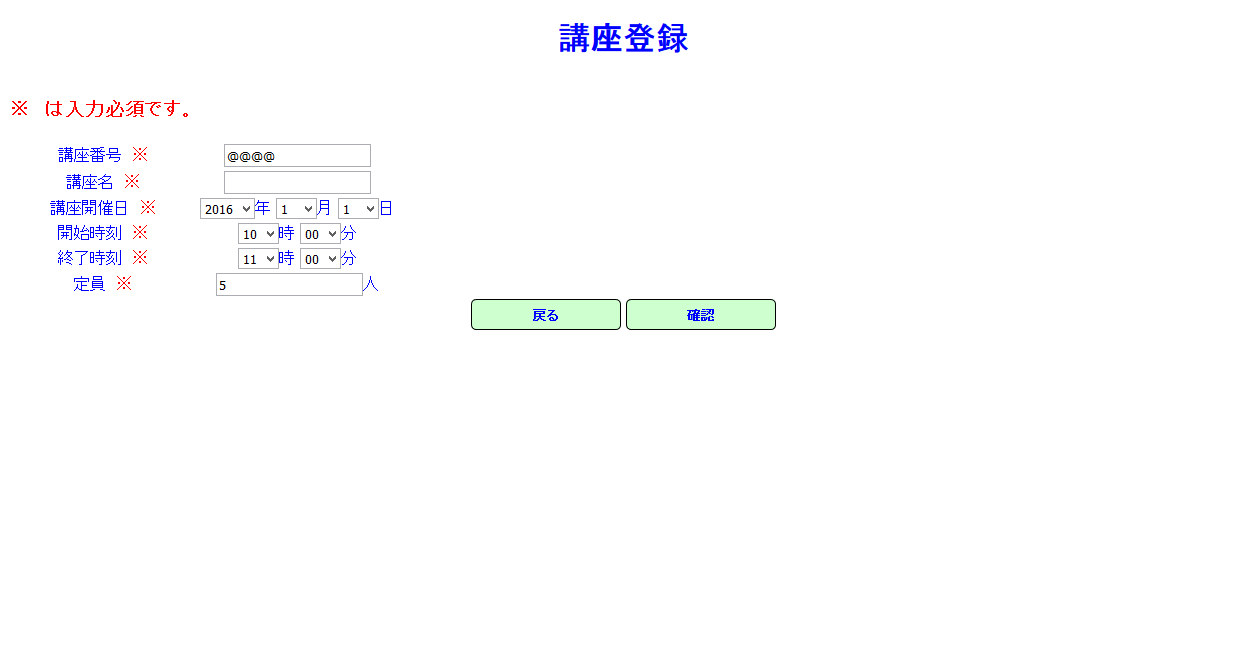 講座登録
※ は入力必須です。
講座番号 ※ @@@@
講座名 ※
講座開催日 ※ 2016 年 1 月 1 日
開始時刻 ※ 10 時 00 分
終了時刻 ※ 11 時 00 分
定員 ※ 5 人
戻る 確認